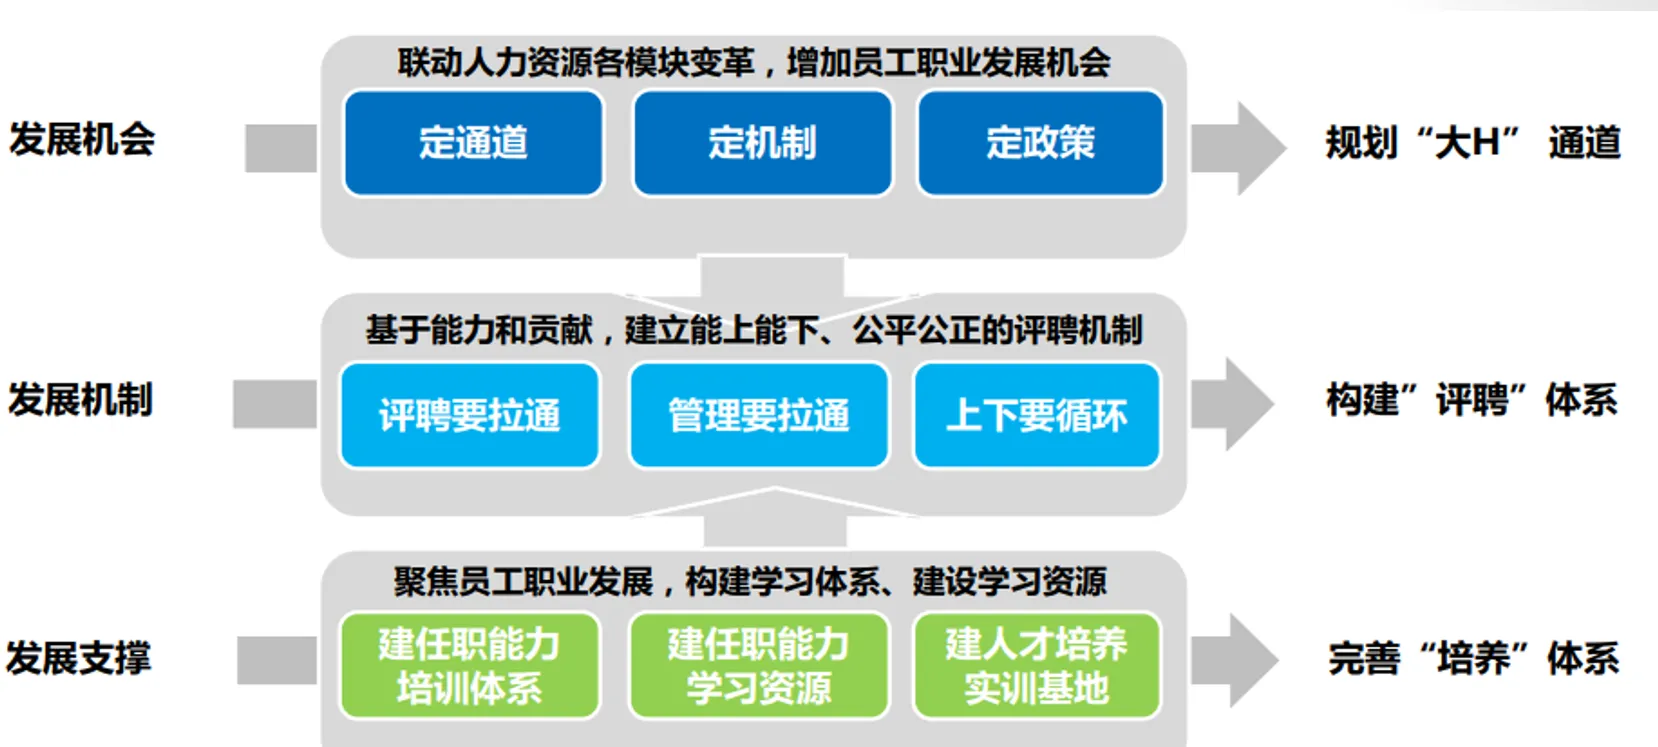 联动人力资源各模块变革，增加员工职业发展机会
发展机会
定通道
定机制
定政策
规划“大H” 通道
基于能力和贡献，建立能上能下、公平公正的评聘机制
发展机制
评聘要拉通
管理要拉通
上下要循环
构建”评聘”体系
聚焦员工职业发展，构建学习体系、建设学习资源
发展支撑
建任职能力
培训体系
建任职能力
学习资源
建人才培养
实训基地
完善“培养”体系